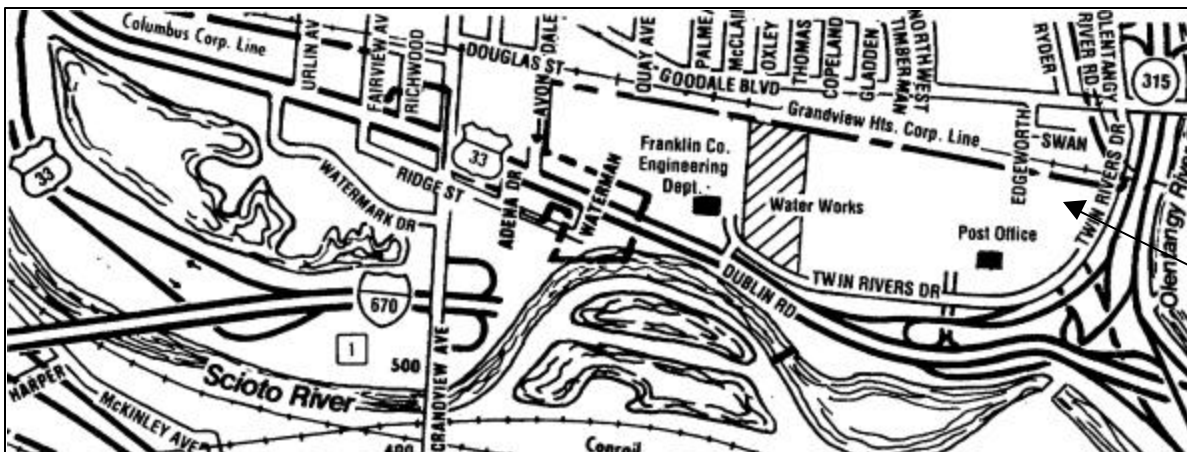 Columbus Corp. Line
URLIN AV
FAIRVIEW AV
RICHWOOD
DOUGLAS ST
AVON
DALE
QUAY AVE
PALME
McCLAI
OXLEY
THOMAS
COPELAND
GLADDEN
TIMBERMAN
NORTHWEST
RYDER
OLENTANGY
RIVER RD.
315
GOODALE BLVD
Grandview Hts. Corp. Line
EDGEWORTH
SWAN
TWIN RIVERS DR
Olentangy River
33
33
WATERMARK DR
RIDGE ST
ADENA DR
WATERMAN
Franklin Co.
Engineering
Dept.
Water Works
Post Office
TWIN RIVERS DR
DUBLIN RD
670
1
500
Scioto River
HARPER
McKINLEY AVE
GRANDVIEW AVE
400